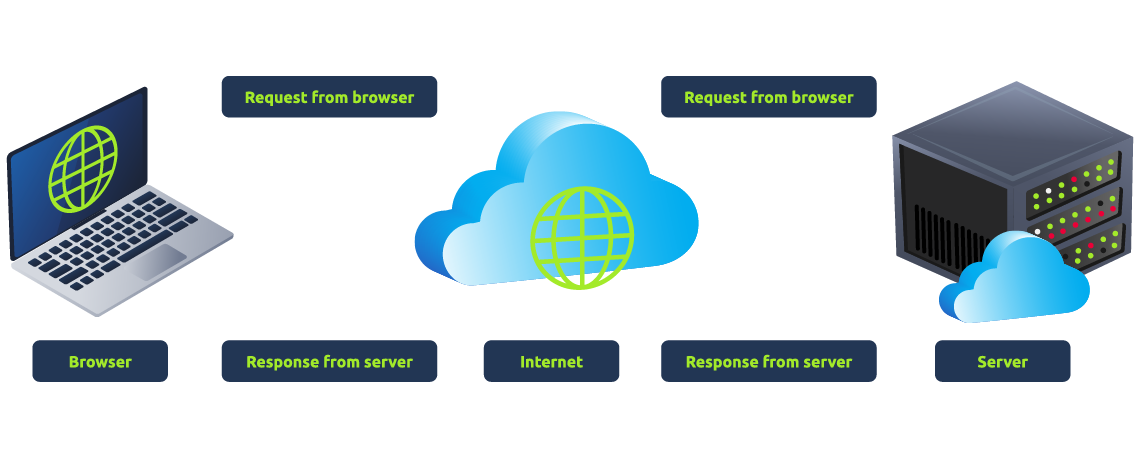 Request from browser
Request from browser
Browser
Response from server
Internet
Response from server
Server